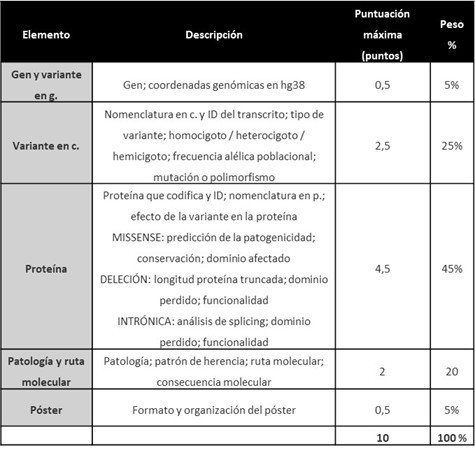 Elemento
Descripción
Puntuación
máxima
(puntos)
Peso
%
Gen y variante
en g.
Gen; coordenadas genómicas en hg38
0,5
5%
Variante en c.
Nomenclatura en c. y ID del transcrito; tipo de
variante; homocigoto / heterocigoto /
hemicigoto; frecuencia alélica poblacional;
mutación o polimorfismo
2,5
25%
Proteína
Proteína que codifica y ID; nomenclatura en p.;
efecto de la variante en la proteína
MISSENSE: predicción de la patogenicidad;
conservación; dominio afectado
DELECIÓN: longitud proteína truncada; dominio
perdido; funcionalidad
INTRÓNICA: análisis de splicing; dominio
perdido; funcionalidad
4,5
45%
Patología y ruta
molecular
Patología; patrón de herencia; ruta molecular;
consecuencia molecular
2
20
Póster
Formato y organización del póster
0,5
5%
10
100 %